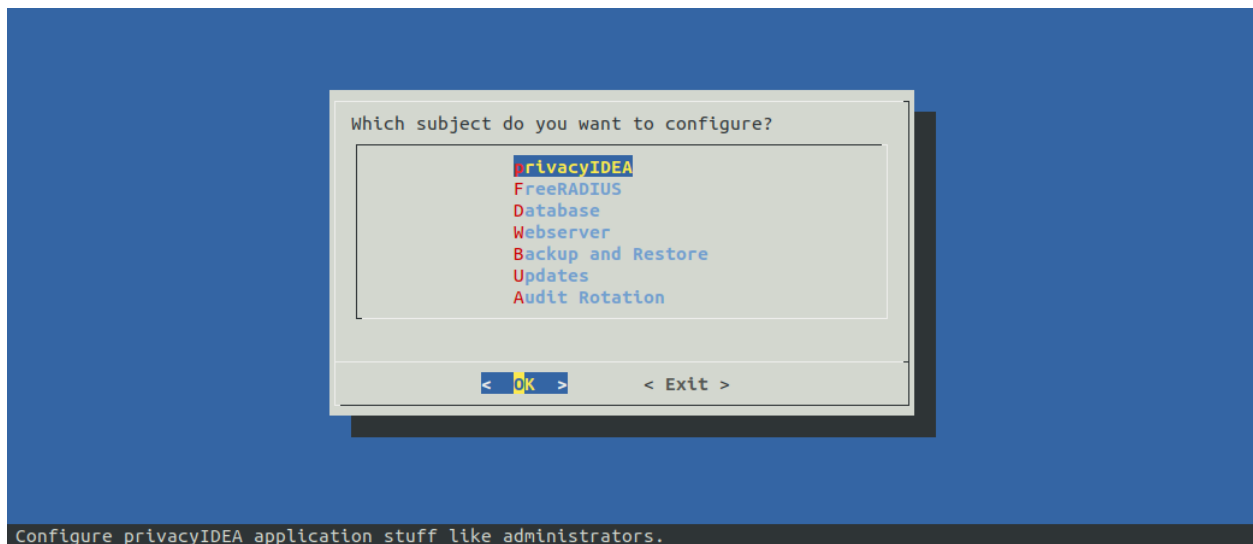 Which subject do you want to configure?
privacyIDEA
FreeRADIUS
Database
Webserver
Backup and Restore
Updates
Audit Rotation
< OK > < Exit >
Configure privacyIDEA application stuff like administrators.